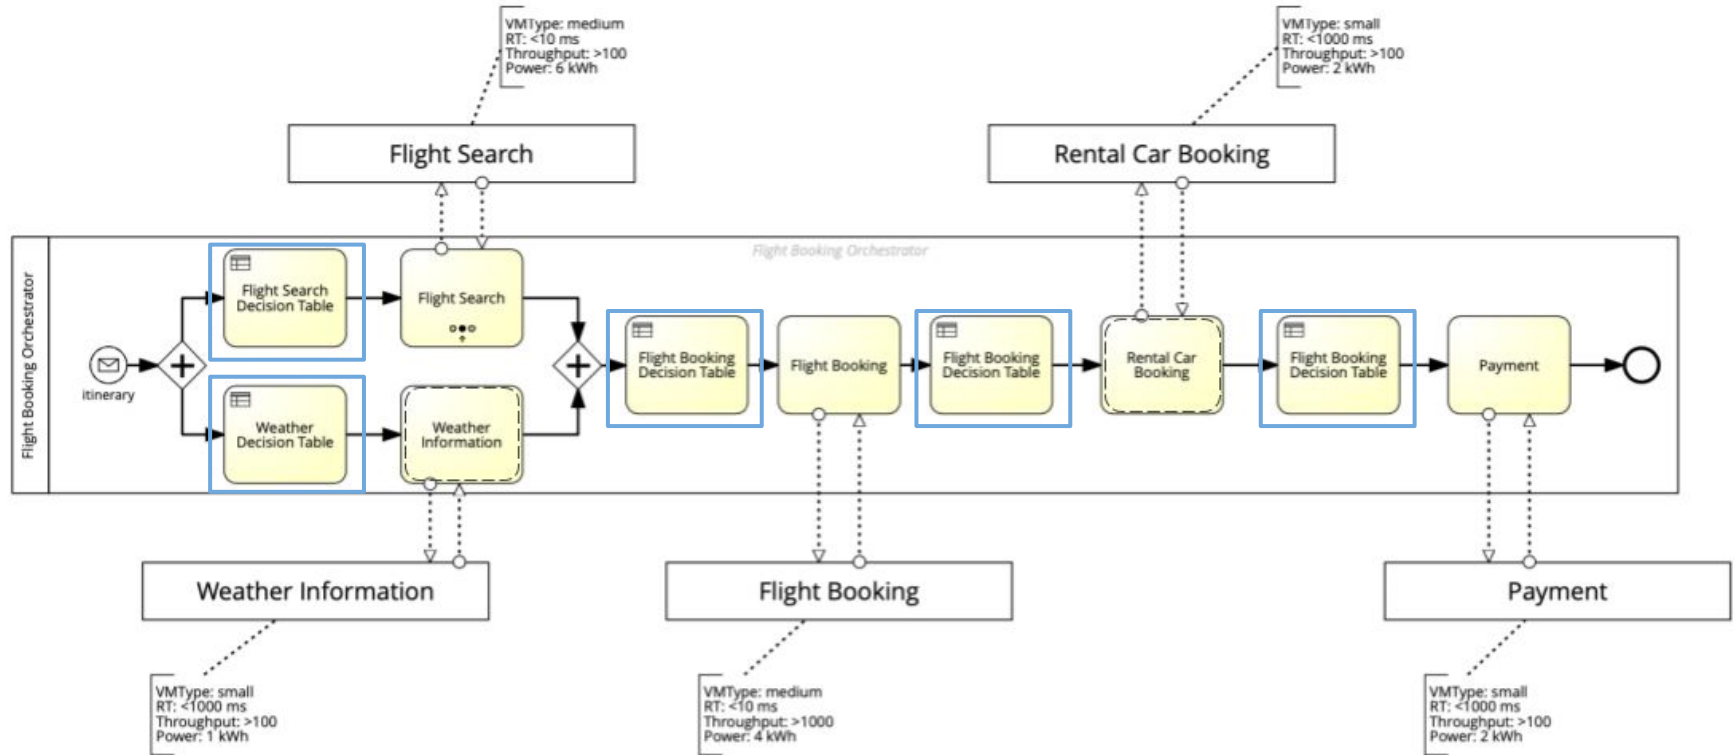 VMType: medium
RT: <10 ms
Throughput: >100
Power: 6 kWh
VMType: small
RT: <1000 ms
Throughput: >100
Power: 2 kWh
Flight Search
Rental Car Booking
Flight Booking Orchestrator
Flight Booking Orchestrator
itinerary
Flight Search
Decision Table
Flight Search
Weather
Decision Table
Weather
Information
Flight Booking
Decision Table
Flight Booking
Flight Booking
Decision Table
Rental Car
Booking
Flight Booking
Decision Table
Payment
Weather Information
Flight Booking
Payment
VMType: small
RT: <1000 ms
Throughput: >100
Power: 1 kWh
VMType: medium
RT: <10 ms
Throughput: >1000
Power: 4 kWh
VMType: small
RT: <1000 ms
Throughput: >100
Power: 2 kWh